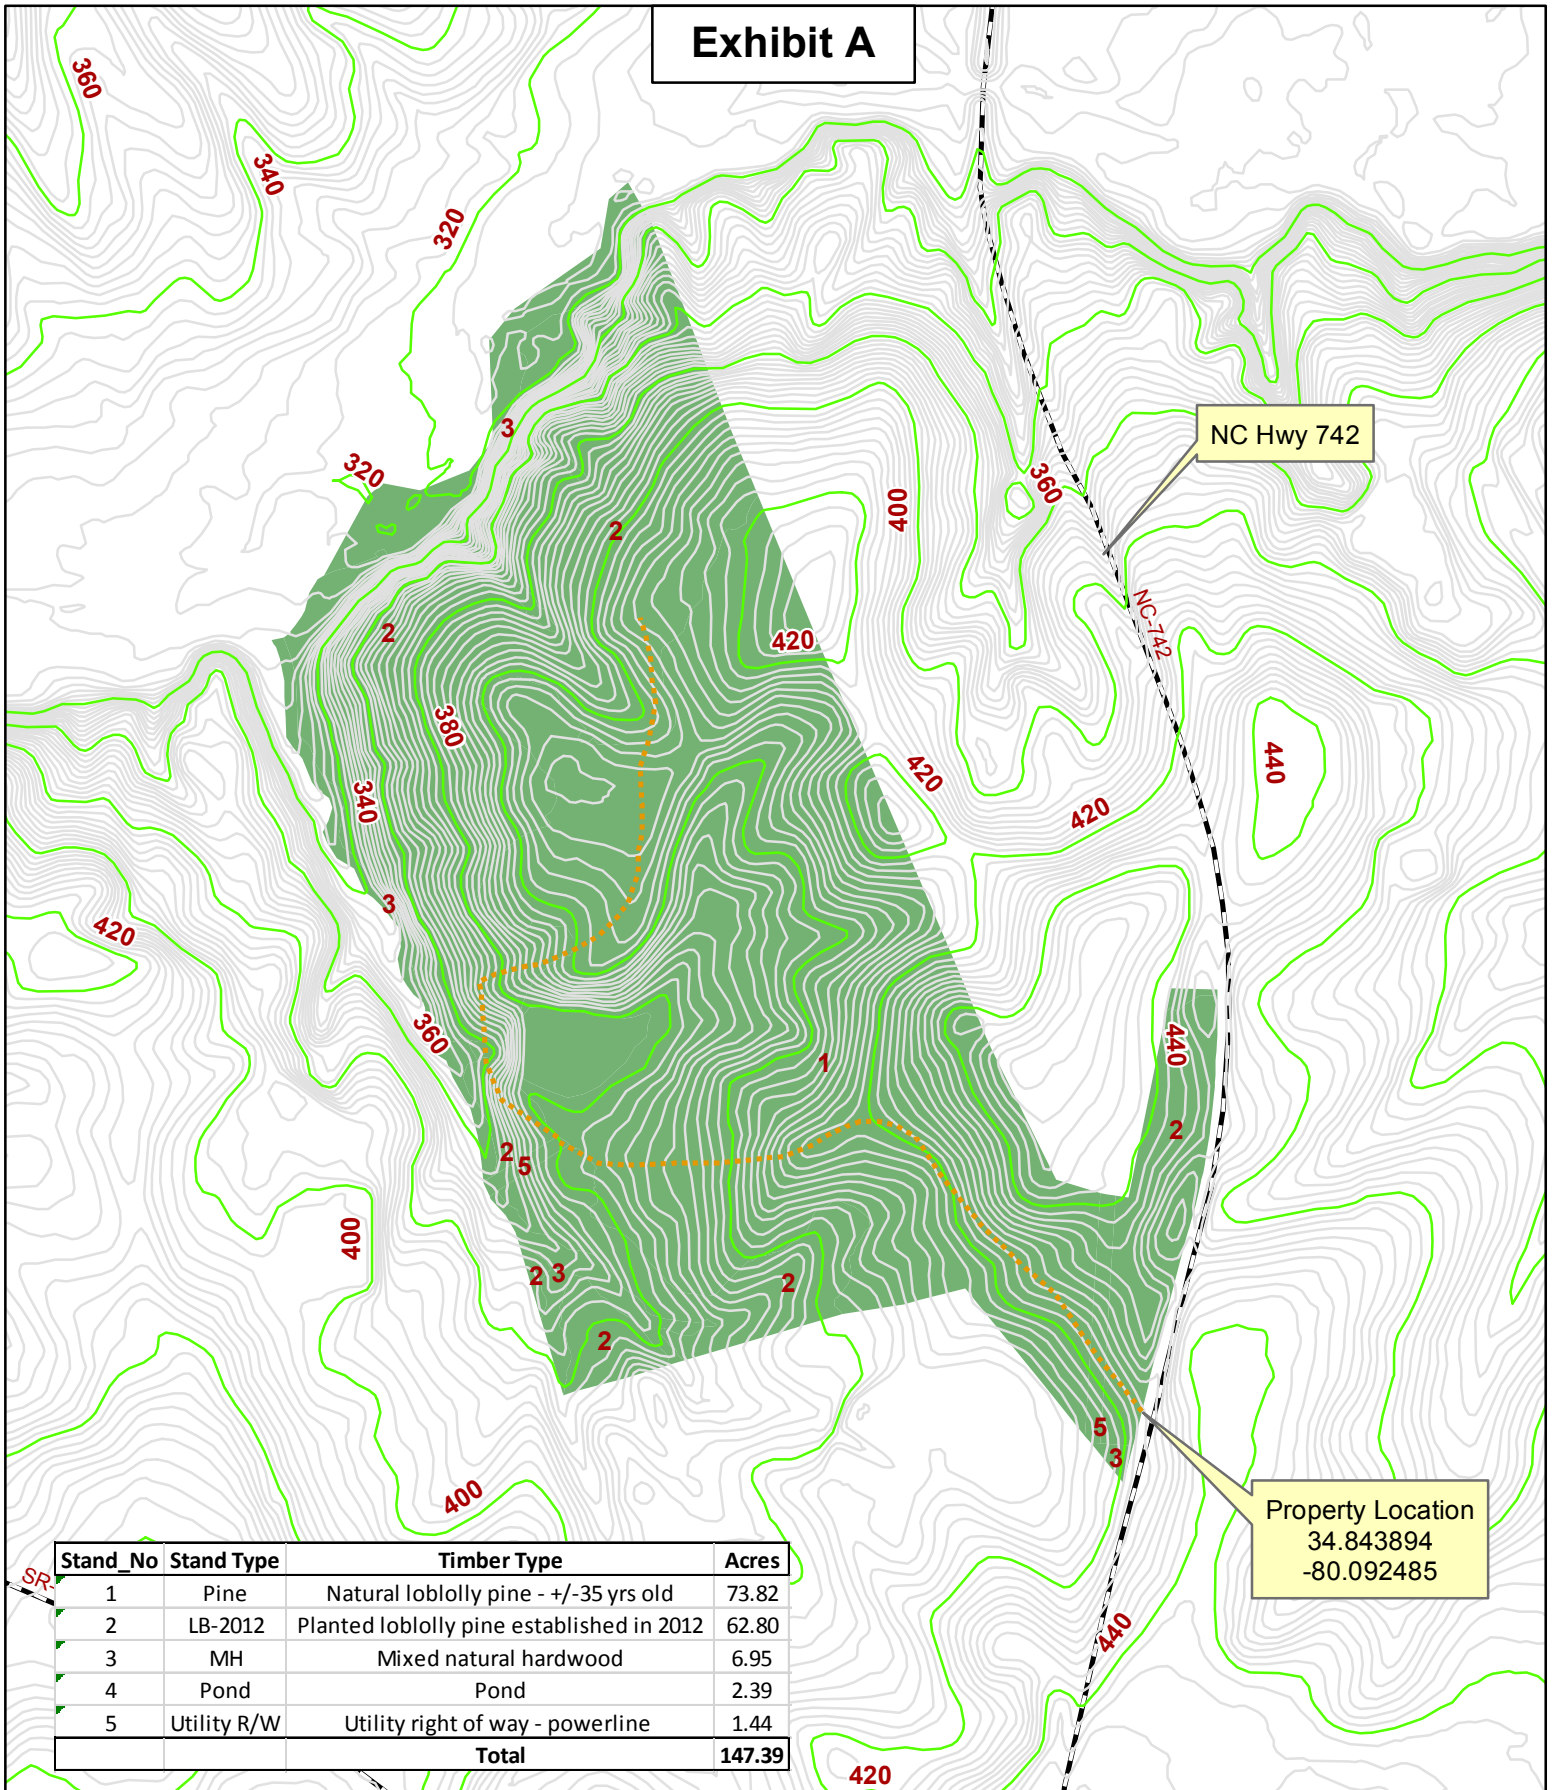 Exhibit A
360
340
320
3
NC Hwy 742
320
360
400
2
2
420
NC-742
380
420
440
340
420
3
420
360
440
1
2
2
5
400
2
3
2
2
5
3
400
Property Location
34.843894
-80.092485
440
420
SR-
Stand_No Stand Type Timber Type Acres
1 Pine Natural loblolly pine - +/-35 yrs old 73.82
2 LB-2012 Planted loblolly pine established in 2012 62.80
3 MH Mixed natural hardwood 6.95
4 Pond Pond 2.39
5 Utility R/W Utility right of way - powerline 1.44
Total 147.39